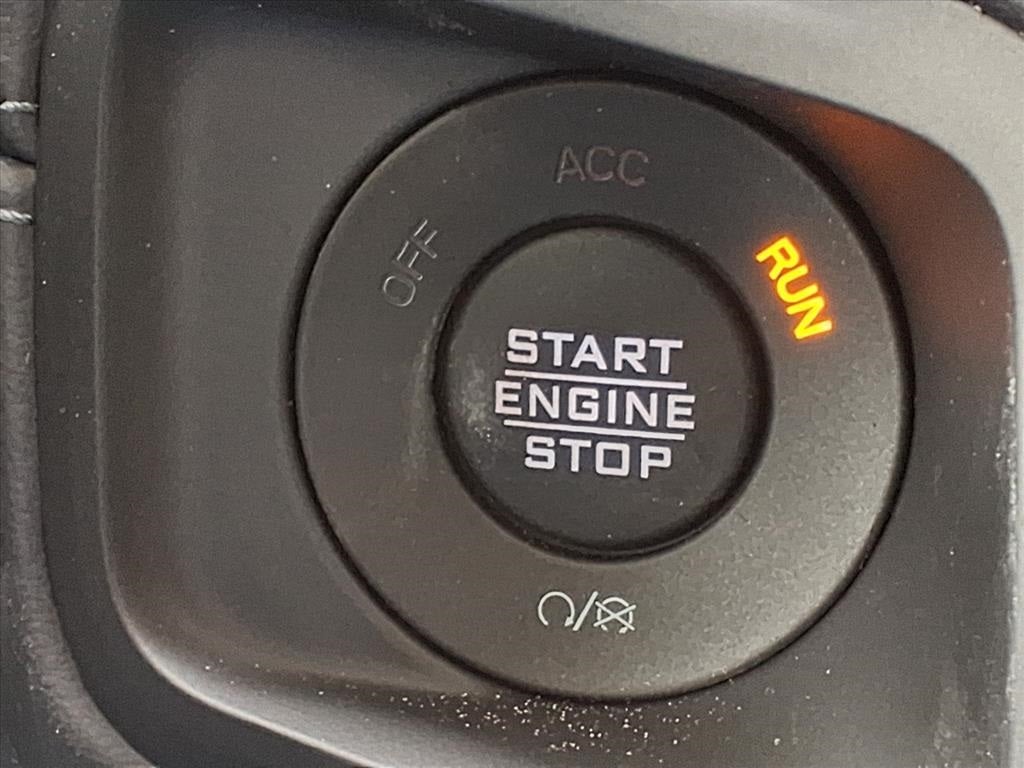 ACC
OFF
RUN
START
ENGINE
STOP